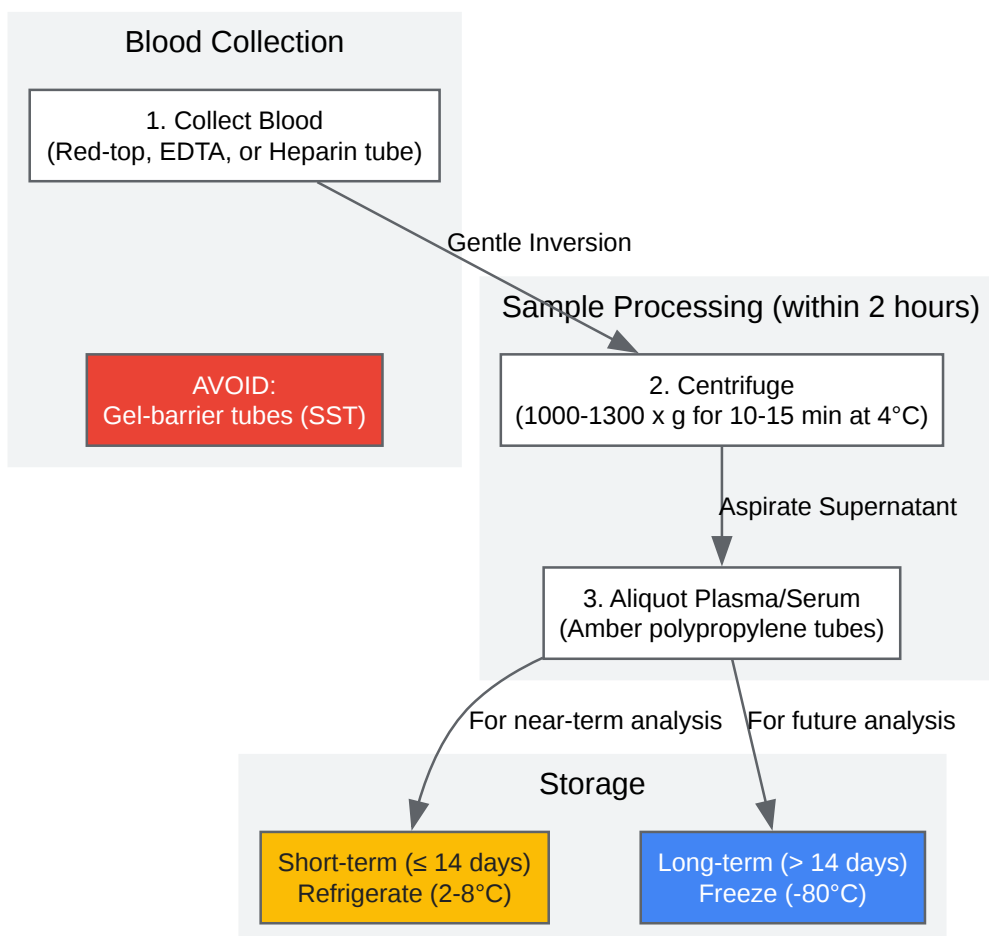 Blood Collection
1. Collect Blood
(Red-top, EDTA, or Heparin tube)
Gentle Inversion
AVOID:
Gel-barrier tubes (SST)
Sample Processing (within 2 hours)
2. Centrifuge
(1000-1300 x g for 10-15 min at 4°C)
Aspirate Supernatant
3. Aliquot Plasma/Serum
(Amber polypropylene tubes)
For near-term analysis
For future analysis
Storage
Short-term (≤ 14 days)
Refrigerate (2-8°C)
Long-term (> 14 days)
Freeze (-80°C)